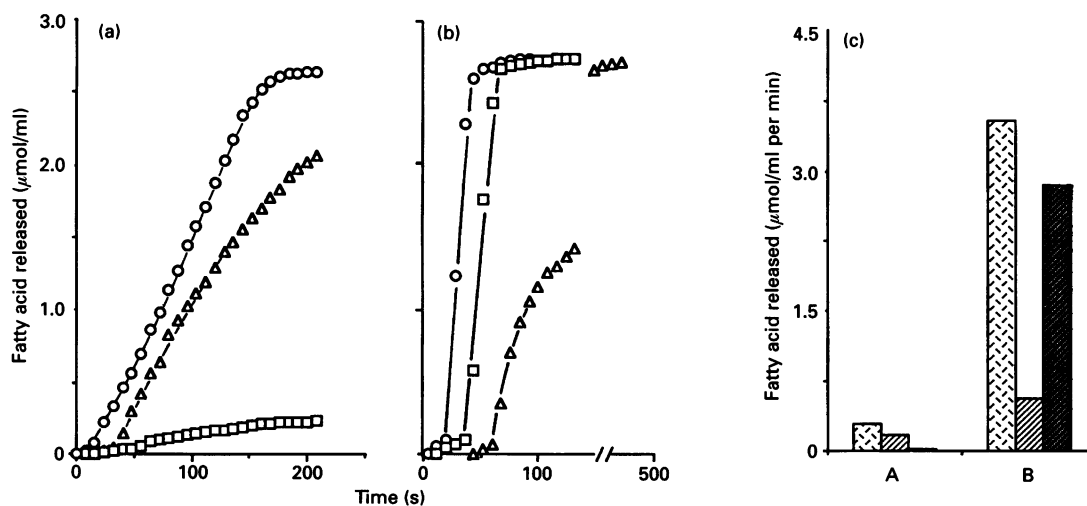 (a)
3.0
2.0
1.0
0
Fatty acid released (μmol/ml)
0
100
200
(b)
100
500
Time (s)
(c)
4.5
3.0
1.5
0
Fatty acid released (μmol/ml per min)
A
B